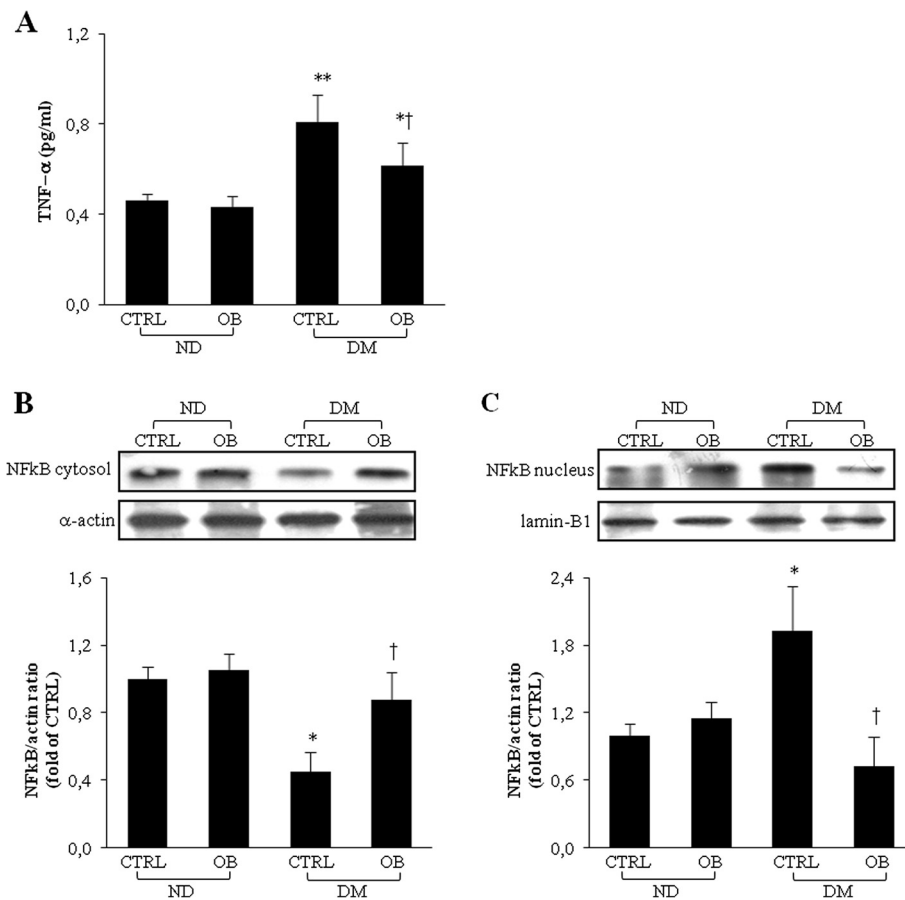 A
1,2
0,8
0,4
0,0
TNF−α (pg/ml)
**
*†
CTRL OB CTRL OB
ND DM
B
ND DM
CTRL OB CTRL OB
NFkB cytosol
α-actin
1,6
1,2
0,8
0,4
0,0
NFkB/actin ratio
(fold of CTRL)
*
†
CTRL OB CTRL OB
ND DM
C
ND DM
CTRL OB CTRL OB
NFkB nucleus
lamin-B1
2,4
1,8
1,2
0,6
0,0
NFkB/actin ratio
(fold of CTRL)
*
†
CTRL OB CTRL OB
ND DM